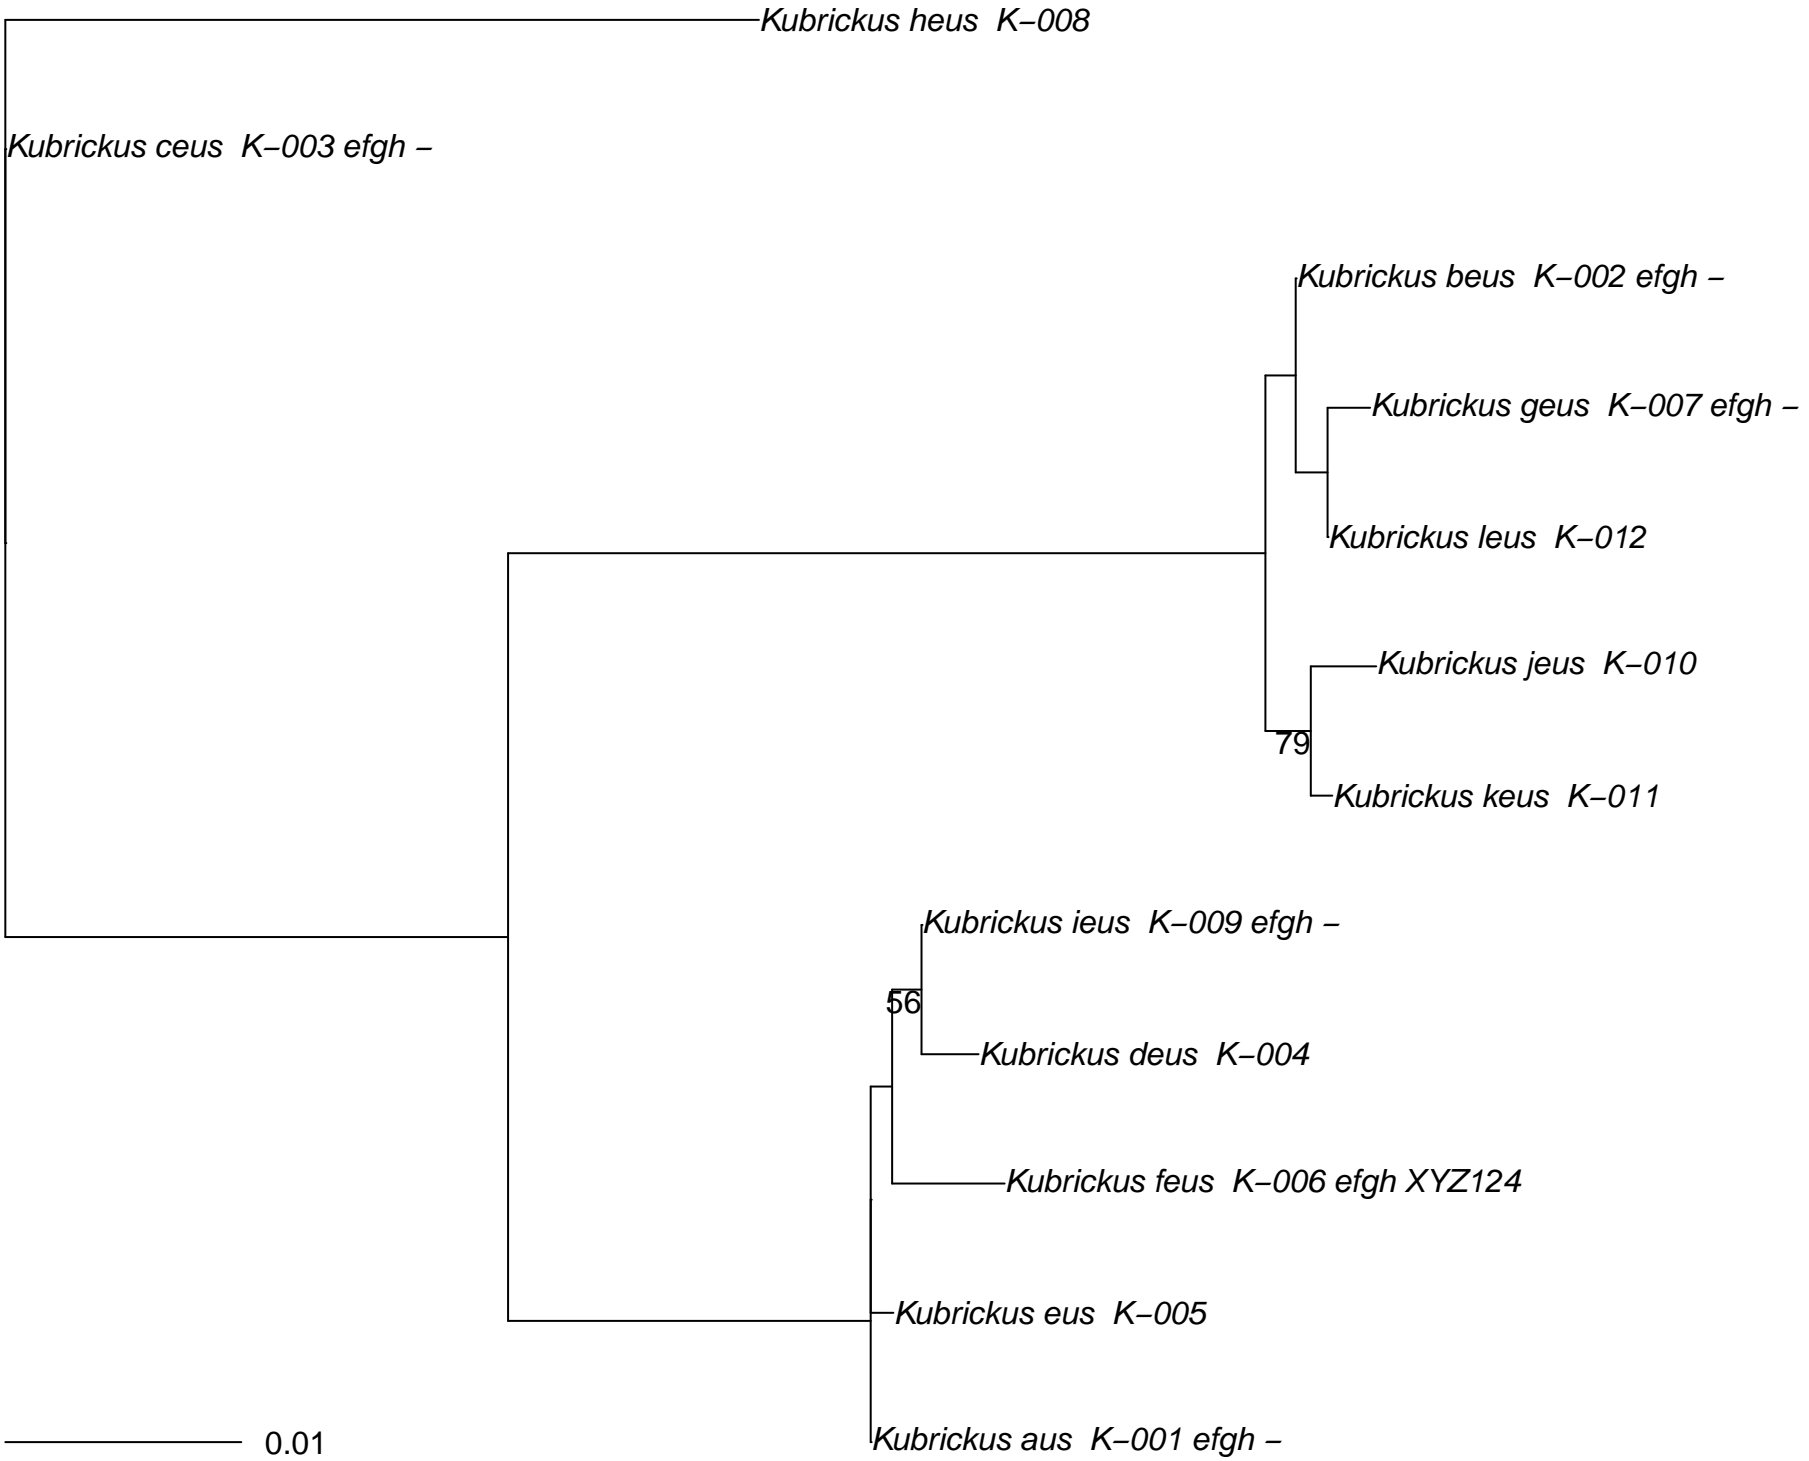 Kubrickus heus  K–008
Kubrickus ceus  K–003 efgh –
Kubrickus beus  K–002 efgh –
Kubrickus geus  K–007 efgh –
Kubrickus leus  K–012
Kubrickus jeus  K–010
79
Kubrickus keus  K–011
Kubrickus ieus  K–009 efgh –
56
Kubrickus deus  K–004
Kubrickus feus  K–006 efgh XYZ124
Kubrickus eus  K–005
Kubrickus aus  K–001 efgh –
0.01